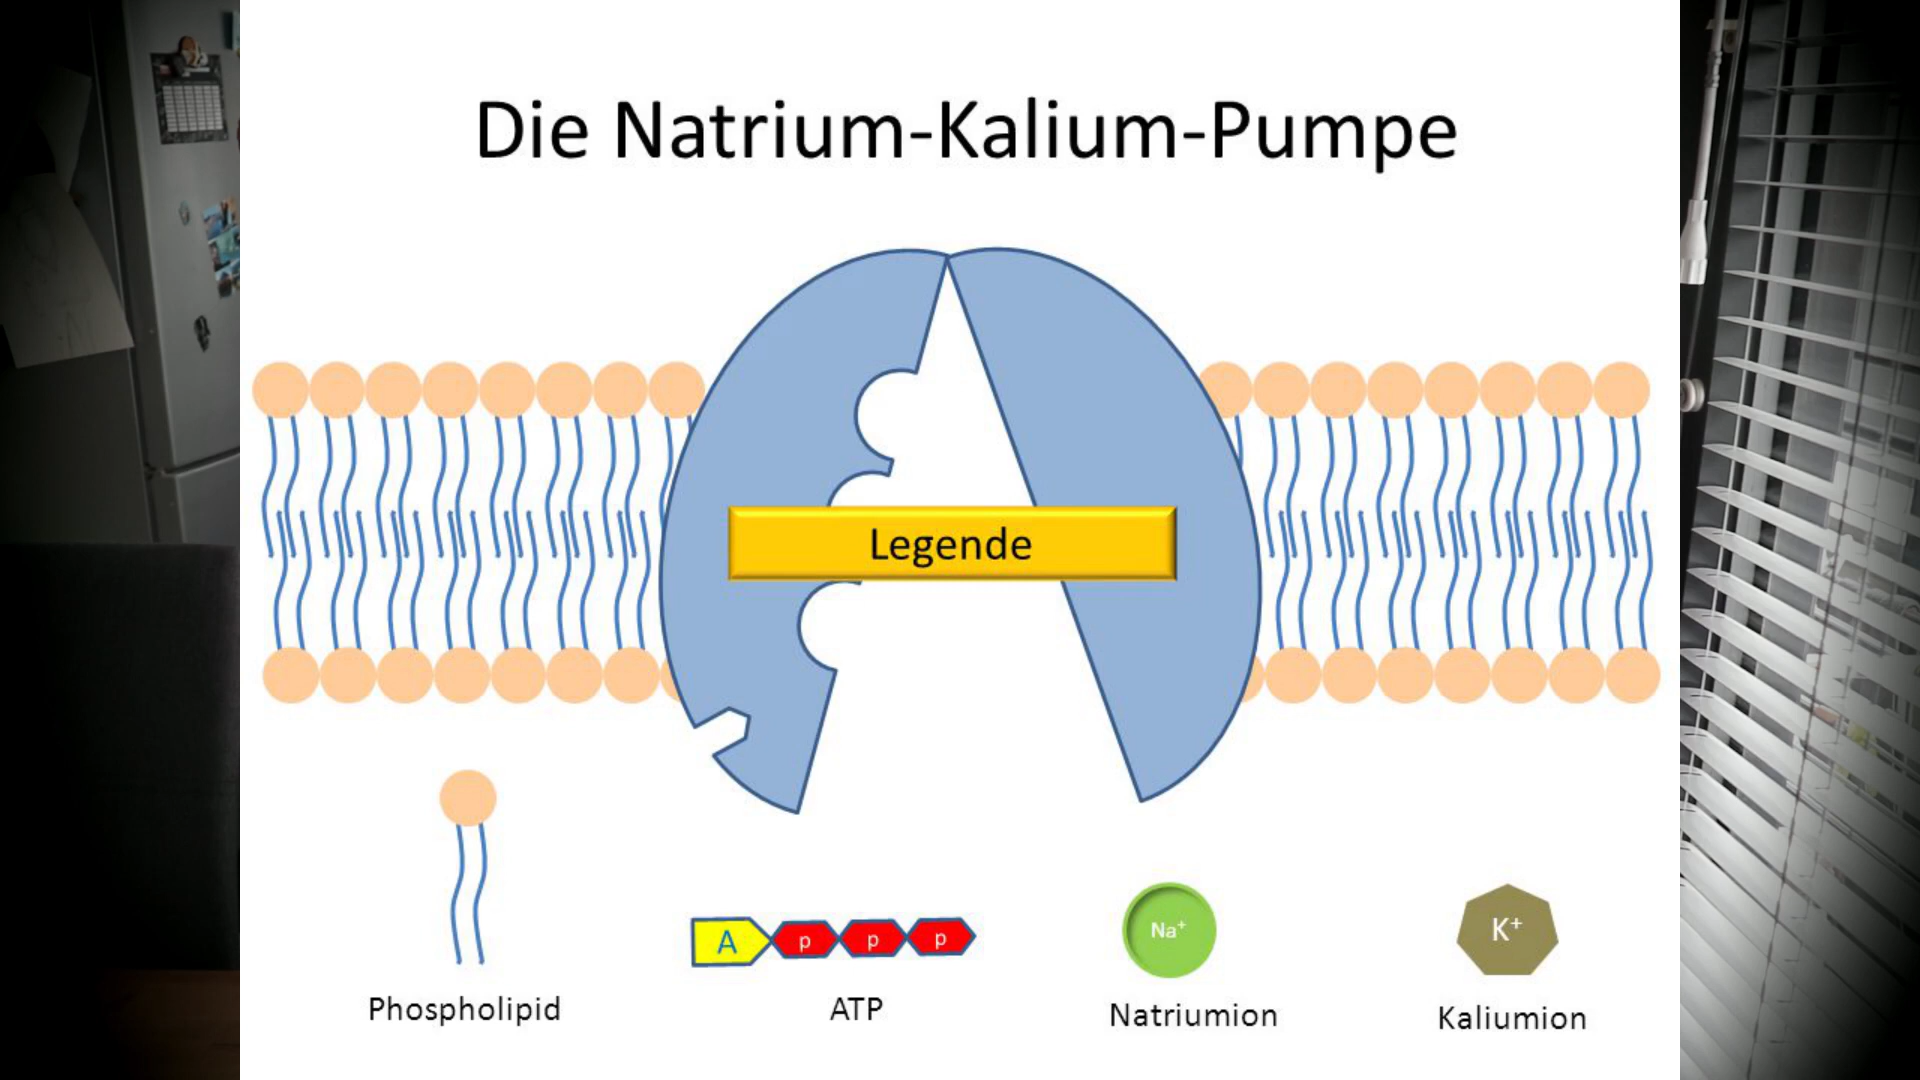 Die Natrium-Kalium-Pumpe
Legende
A p p p
Na⁺
K⁺
Phospholipid
ATP
Natriumion
Kaliumion